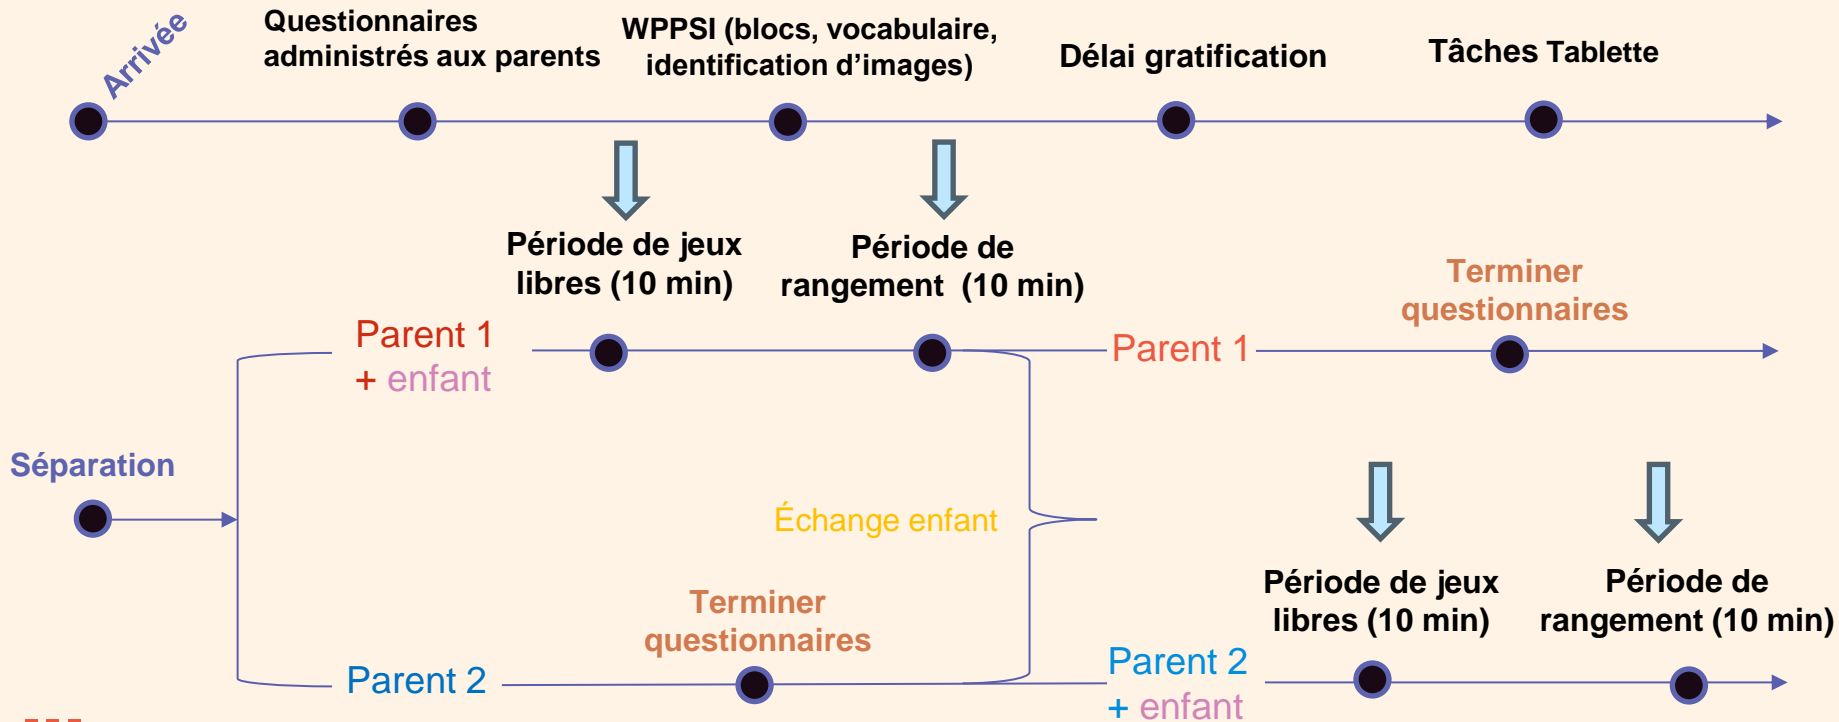 Arrivée
Questionnaires
administrés aux parents
WPPSI (blocs, vocabulaire,
identification d'images)
Délai gratification
Tâches Tablette
Période de jeux
libres (10 min)
Période de
rangement (10 min)
Terminer
questionnaires
Parent 1
+ enfant
Parent 1
Séparation
Échange enfant
Terminer
questionnaires
Période de jeux
libres (10 min)
Période de
rangement (10 min)
Parent 2
Parent 2
+ enfant